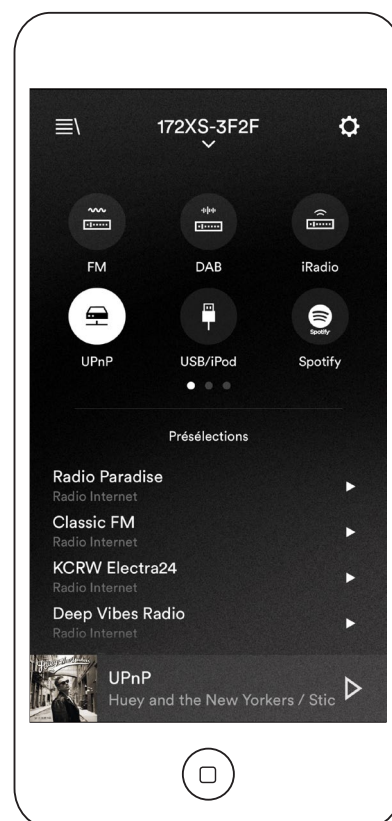 172XS-3F2F
FM DAB iRadio
Spotify
UPnP USB/iPod Spotify
Présélections
Radio Paradise
Radio Internet
Classic FM
Radio Internet
KCRW Electra24
Radio Internet
Deep Vibes Radio
Radio Internet
UPnP
Huey and the New Yorkers / Stic